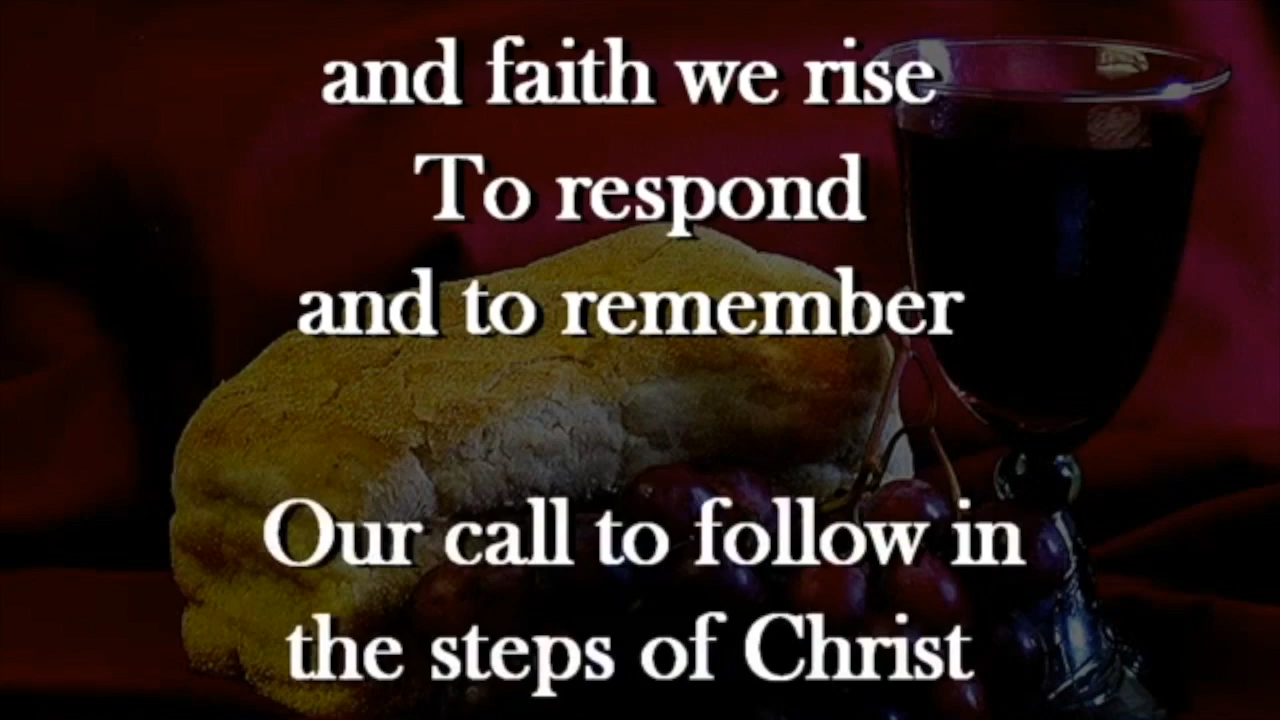 and faith we rise
To respond
and to remember
Our call to follow in
the steps of Christ